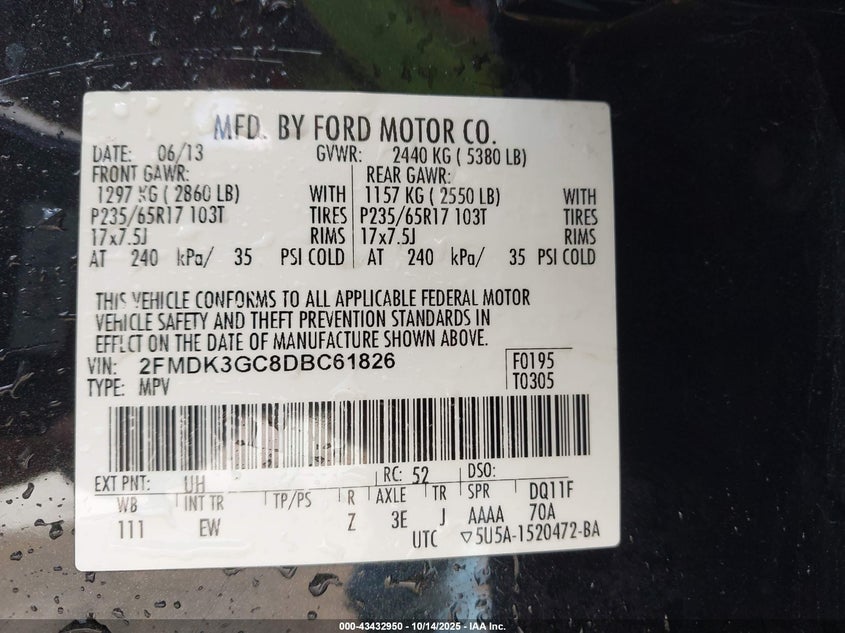 MFD. BY FORD MOTOR CO.
DATE: 06/13 GVWR: 2440 KG ( 5380 LB)
FRONT GAWR: REAR GAWR:
1297 KG ( 2860 LB) WITH 1157 KG ( 2550 LB) WITH
P235/65R17 103T TIRES P235/65R17 103T TIRES
17x7.5J RIMS 17x7.5J RIMS
AT 240 kPa/ 35 PSI COLD AT 240 kPa/ 35 PSI COLD
THIS VEHICLE CONFORMS TO ALL APPLICABLE FEDERAL MOTOR
VEHICLE SAFETY AND THEFT PREVENTION STANDARDS IN
EFFECT ON THE DATE OF MANUFACTURE SHOWN ABOVE.
VIN: 2FMDK3GC8DBC61826 F0195
TYPE: MPV T0305
EXT PNT: UH RC: 52 DSO:
WB INT TR TP/PS R AXLE TR SPR DQ11F
111 EW Z 3E J AAAA 70A
UTC ▽5U5A-1520472-BA
000-43432950 - 10/14/2025 - IAA Inc.